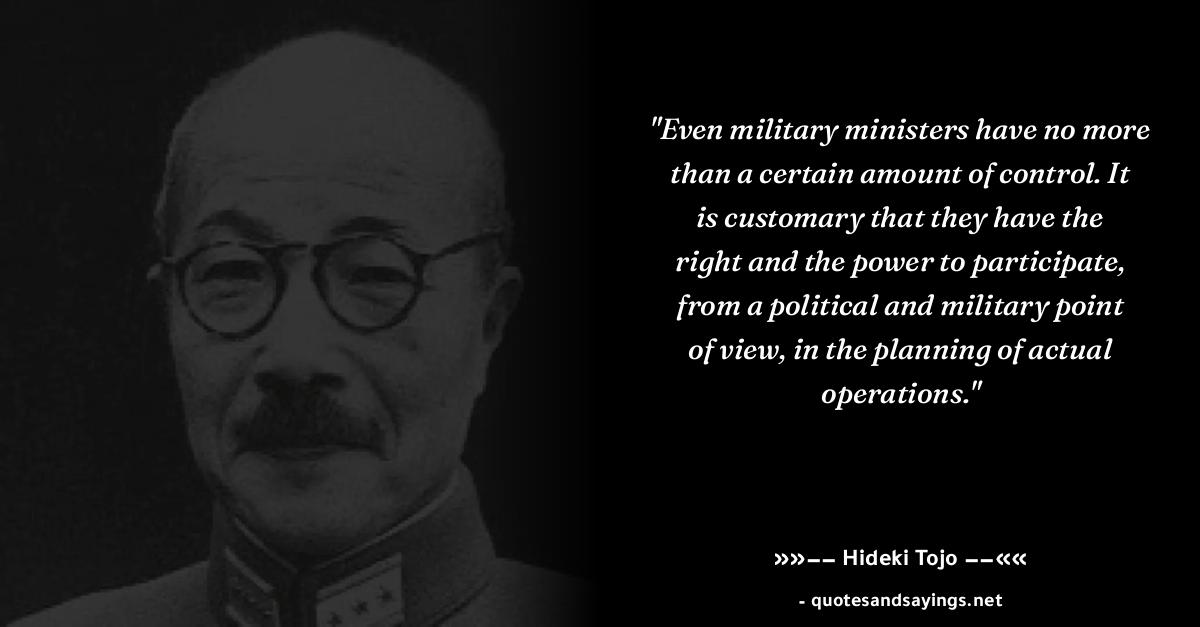 "Even military ministers have no more
than a certain amount of control. It
is customary that they have the
right and the power to participate,
from a political and military point
of view, in the planning of actual
operations."
»»−− Hideki Tojo −−««
- quotesandsayings.net